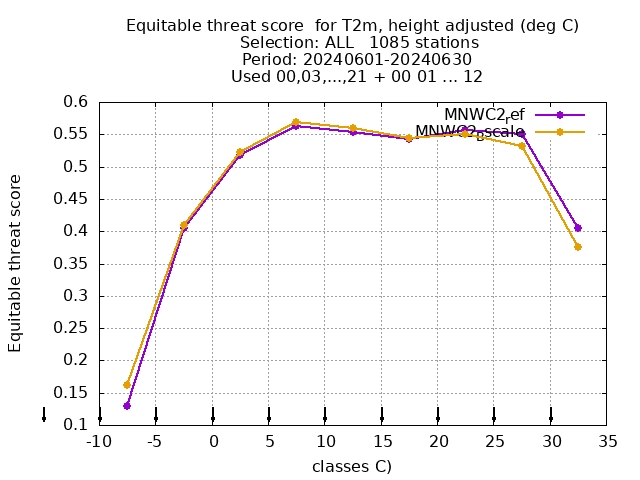 Equitable threat score  for T2m, height adjusted (deg C)
Selection: ALL   1085 stations
Period: 20240601-20240630
Used 00,03,...,21 + 00 01 ... 12
0.6
0.55
0.5
0.45
0.4
0.35
0.3
0.25
0.2
0.15
0.1
Equitable threat score
MNWC2ref
MNWC2pscale
-10 -5 0 5 10 15 20 25 30 35
classes C)